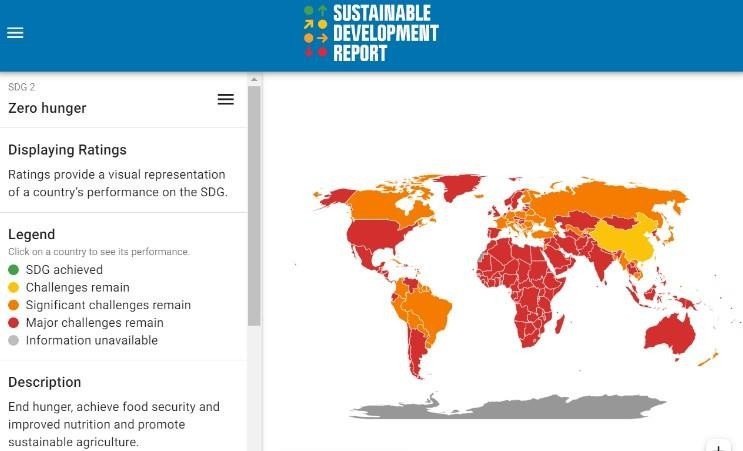 SUSTAINABLE
DEVELOPMENT
REPORT
SDG 2
Zero hunger
Displaying Ratings
Ratings provide a visual representation
of a country's performance on the SDG.
Legend
Click on a country to see its performance.
SDG achieved
Challenges remain
Significant challenges remain
Major challenges remain
Information unavailable
Description
End hunger, achieve food security and
improved nutrition and promote
sustainable agriculture.